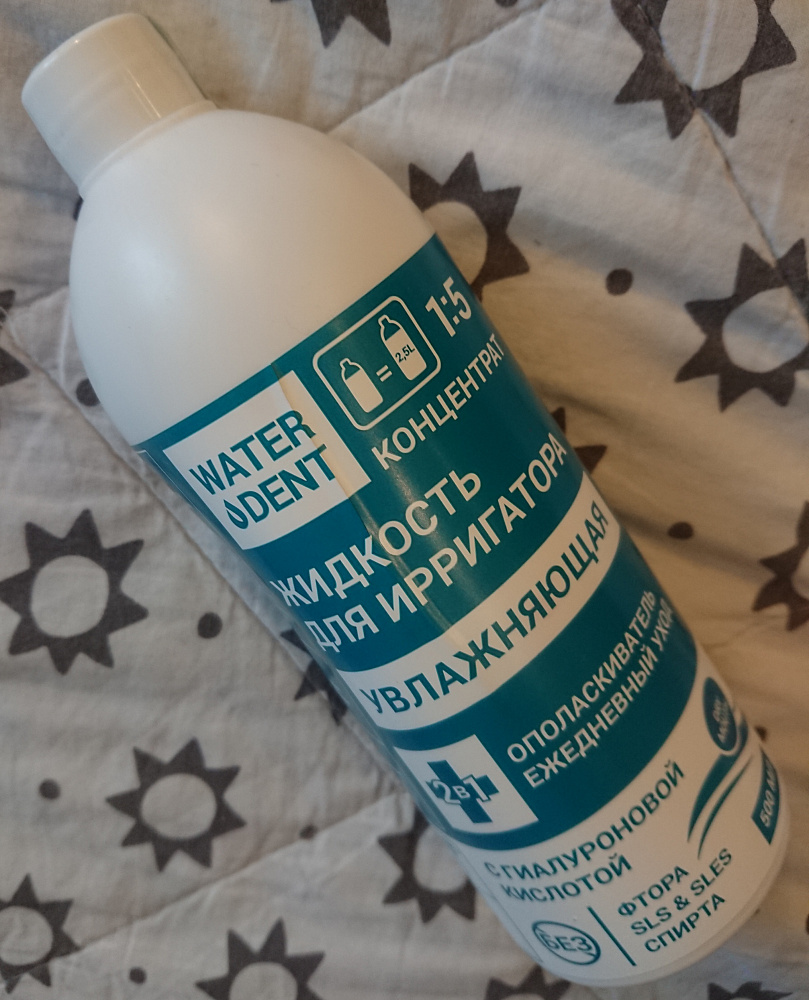 1:5
2,5L
КОНЦЕНТРАТ
WATER
DENT
ЖИДКОСТЬ
ДЛЯ ИРРИГАТОРА
УВЛАЖНЯЮЩАЯ
2в1
ОПОЛАСКИВАТЕЛЬ
ЕЖЕДНЕВНЫЙ УХОД
С ГИАЛУРОНОВОЙ
КИСЛОТОЙ
500
БЕЗ
ФТОРА
SLS & SLES
СПИРТА